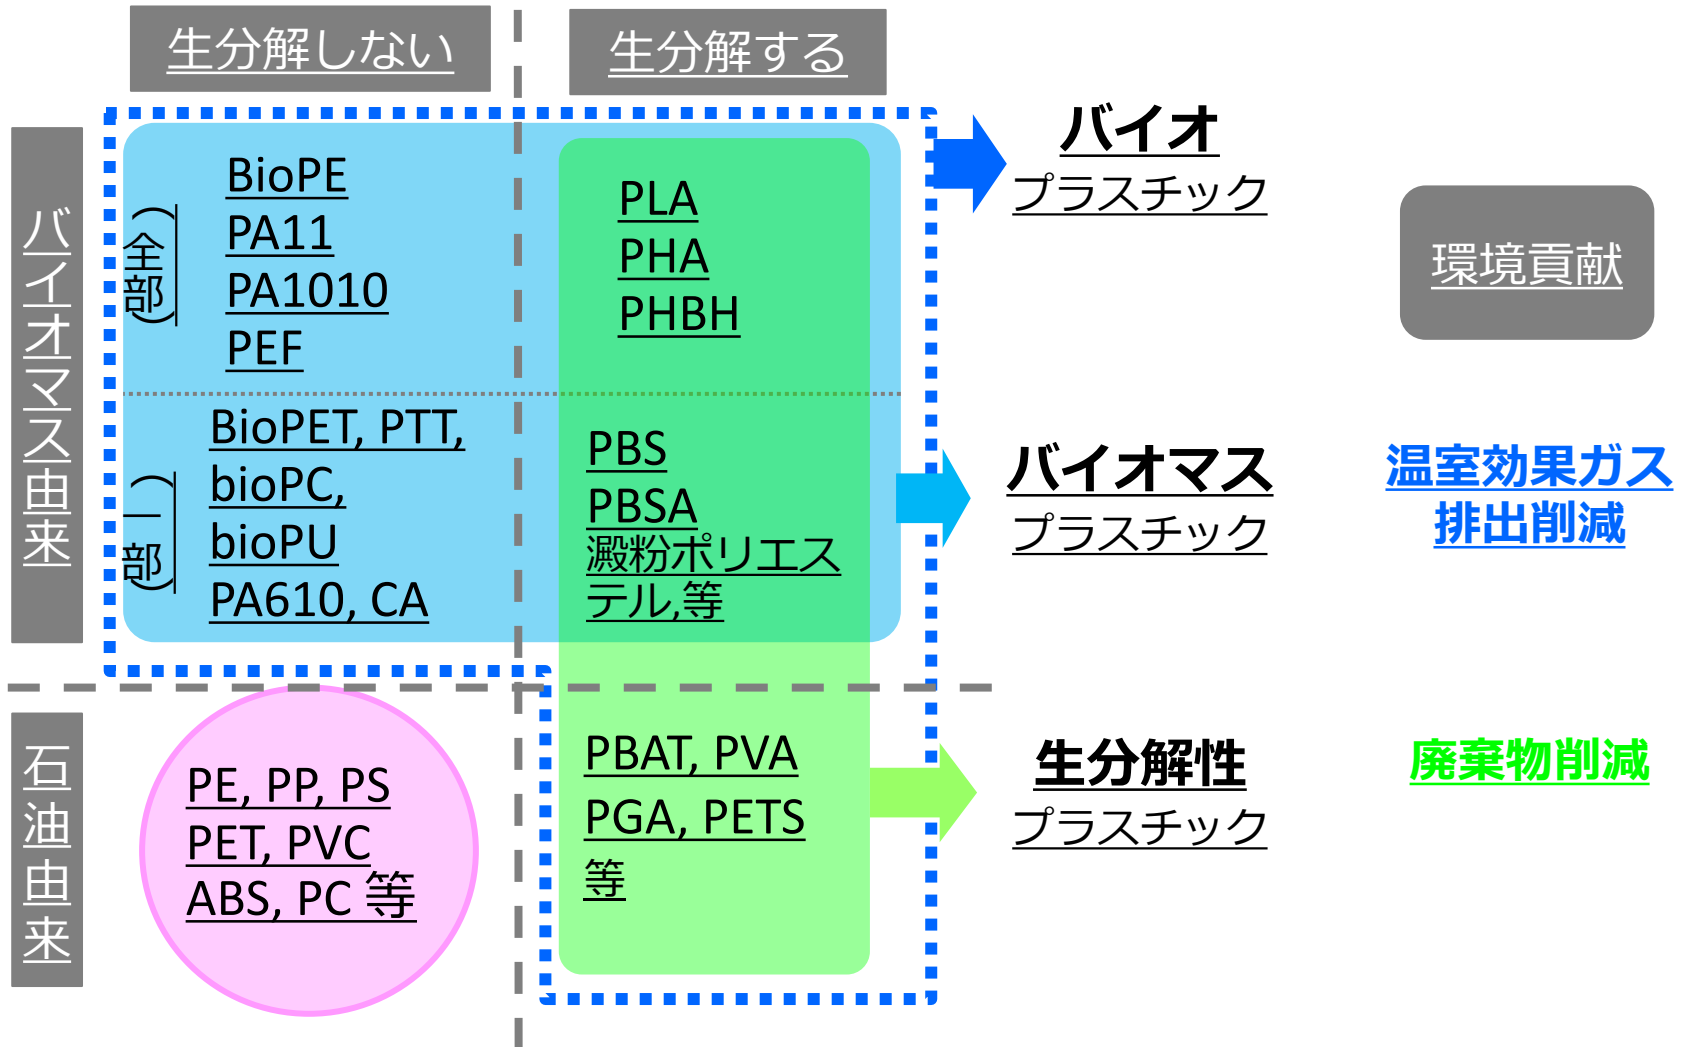 生分解しない
生分解する
バイオマス由来
(全部)
BioPE
PA11
PA1010
PEF
PLA
PHA
PHBH
バイオ
プラスチック
環境貢献
(一部)
BioPET, PTT,
bioPC,
bioPU
PA610, CA
PBS
PBSA
澱粉ポリエス
テル,等
バイオマス
プラスチック
温室効果ガス
排出削減
石油由来
PE, PP, PS
PET, PVC
ABS, PC 等
PBAT, PVA
PGA, PETS
等
生分解性
プラスチック
廃棄物削減